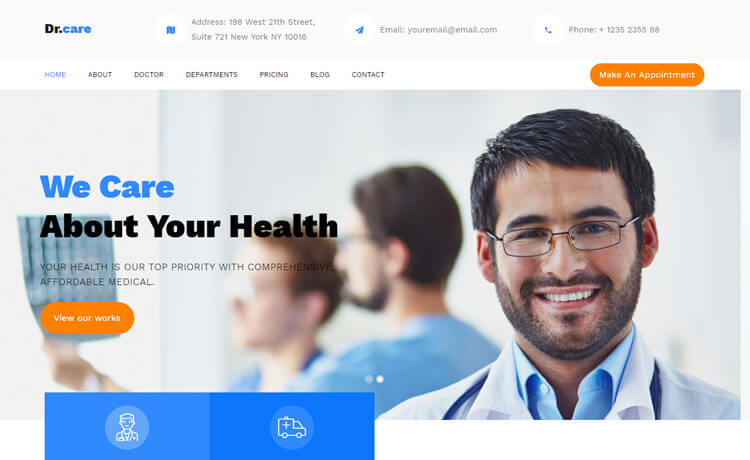 Dr.care
Address: 198 West 21th Street,
Suite 721 New York NY 10016
Email: youremail@email.com
Phone: + 1235 2355 98
HOME ABOUT DOCTOR DEPARTMENTS PRICING BLOG CONTACT
Make An Appointment
We Care
About Your Health
YOUR HEALTH IS OUR TOP PRIORITY WITH COMPREHENSIVE,
AFFORDABLE MEDICAL.
View our works